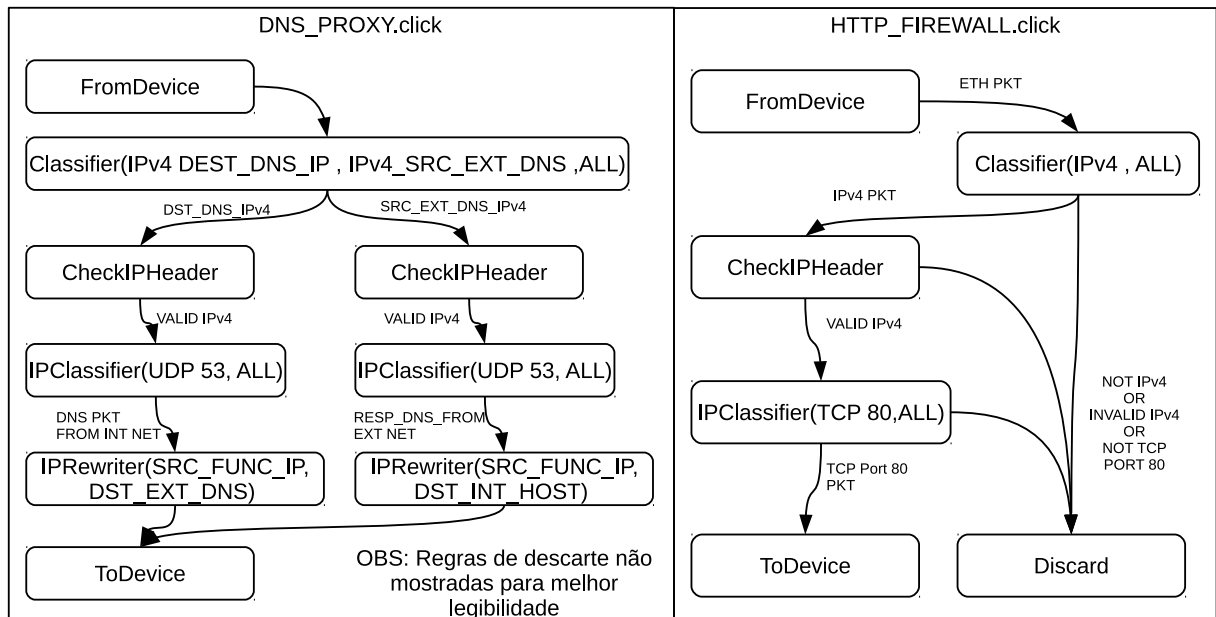 DNS_PROXY.click
FromDevice
Classifier(IPv4 DEST_DNS_IP , IPv4_SRC_EXT_DNS ,ALL)
DST_DNS_IPv4
SRC_EXT_DNS_IPv4
CheckIPHeader
CheckIPHeader
VALID IPv4
VALID IPv4
IPClassifier(UDP 53, ALL)
IPClassifier(UDP 53, ALL)
DNS PKT
FROM INT NET
RESP_DNS_FROM
EXT NET
IPRewriter(SRC_FUNC_IP,
DST_EXT_DNS)
IPRewriter(SRC_FUNC_IP,
DST_INT_HOST)
ToDevice
OBS: Regras de descarte não
mostradas para melhor
legibilidade
HTTP_FIREWALL.click
FromDevice
ETH PKT
Classifier(IPv4 , ALL)
IPv4 PKT
CheckIPHeader
VALID IPv4
IPClassifier(TCP 80,ALL)
NOT IPv4
OR
INVALID IPv4
OR
NOT TCP
PORT 80
TCP Port 80
PKT
ToDevice
Discard